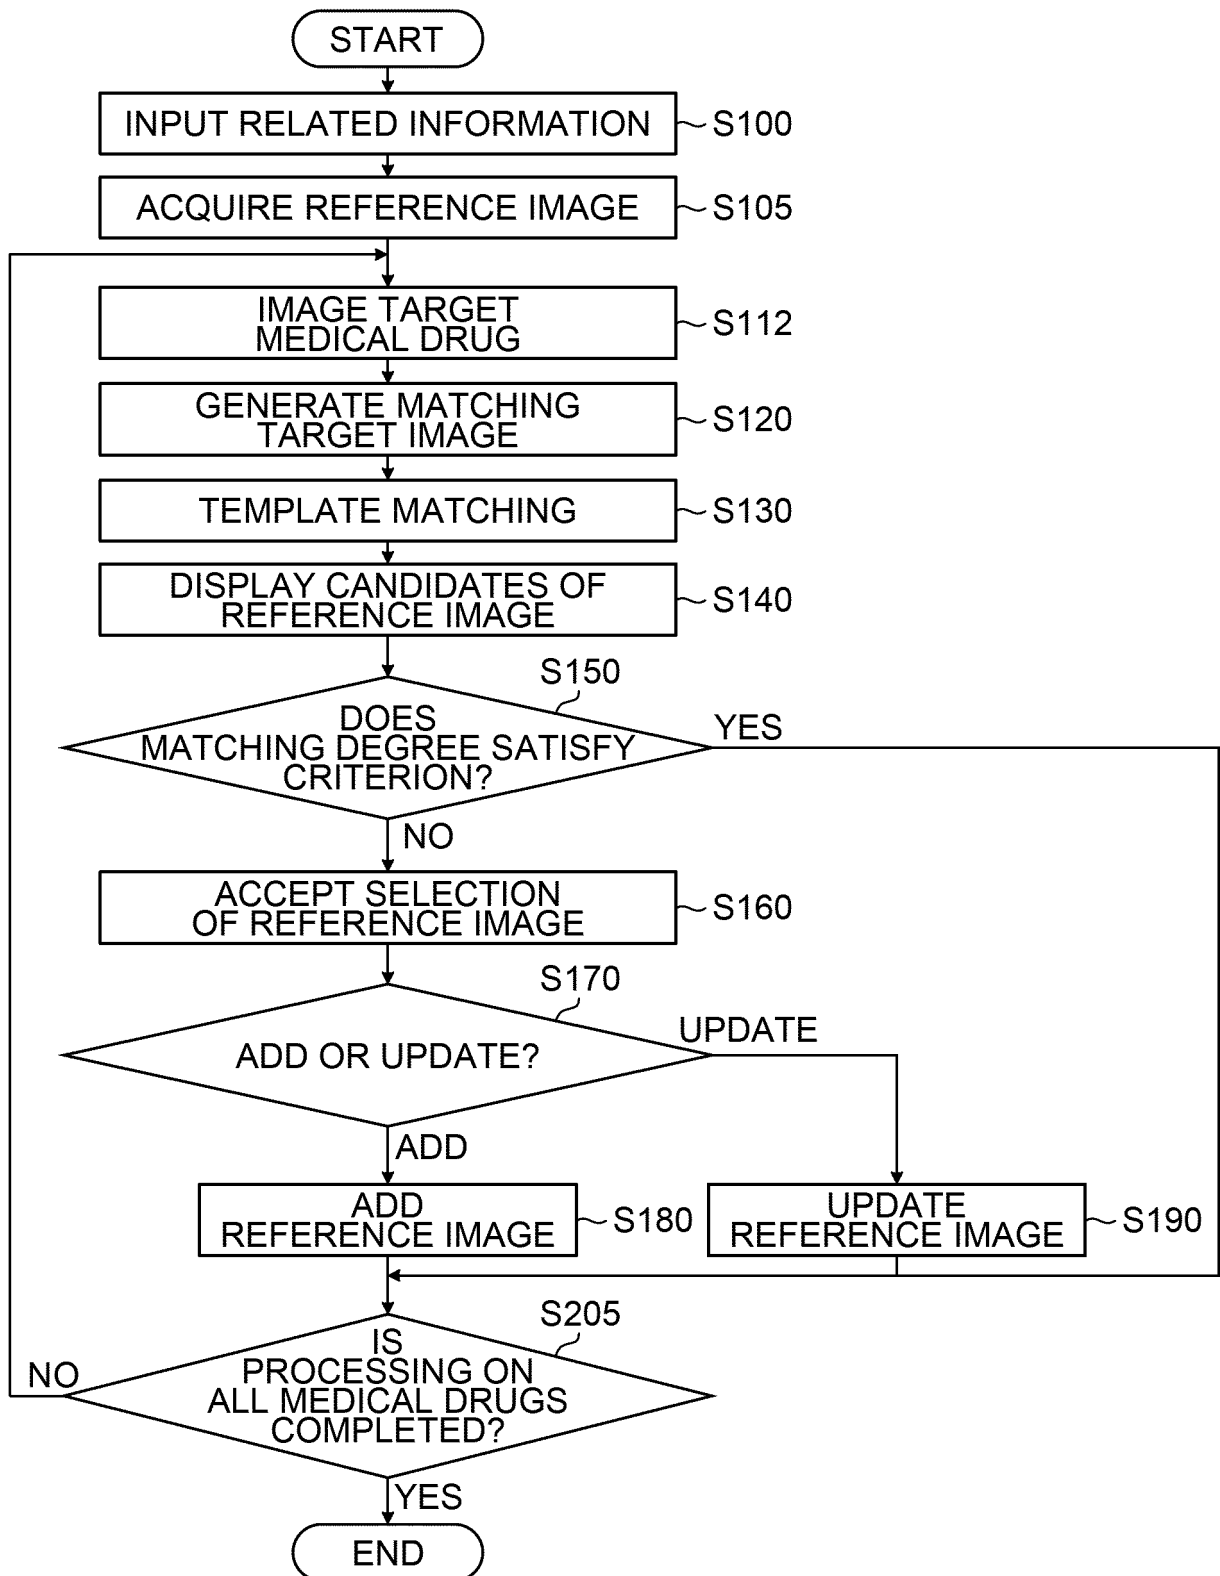 START
INPUT RELATED INFORMATION
S100
ACQUIRE REFERENCE IMAGE
S105
IMAGE TARGET
MEDICAL DRUG
S112
GENERATE MATCHING
TARGET IMAGE
S120
TEMPLATE MATCHING
S130
DISPLAY CANDIDATES OF
REFERENCE IMAGE
S140
S150
DOES
MATCHING DEGREE SATISFY
CRITERION?
YES
NO
ACCEPT SELECTION
OF REFERENCE IMAGE
S160
S170
ADD OR UPDATE?
UPDATE
ADD
ADD
REFERENCE IMAGE
S180
UPDATE
REFERENCE IMAGE
S190
S205
IS
PROCESSING ON
ALL MEDICAL DRUGS
COMPLETED?
NO
YES
END